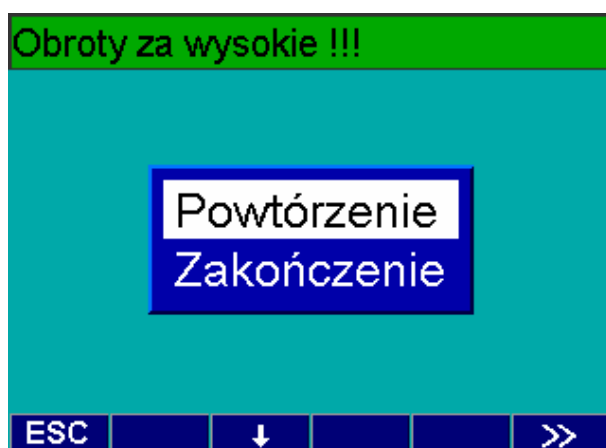 Obroty za wysokie !!!
Powtórzenie
Zakończenie
ESC ↓ >>